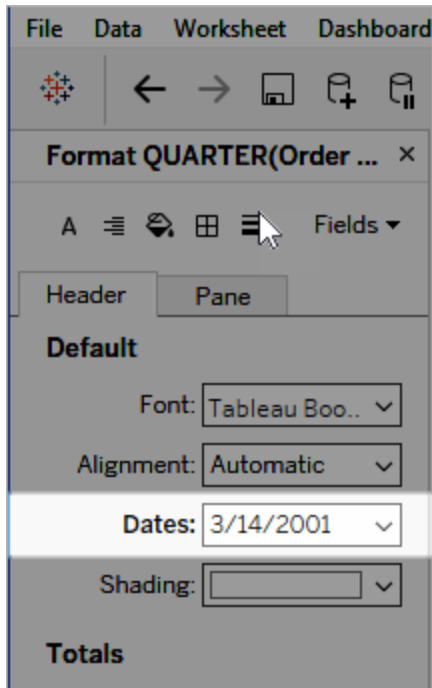 File Data Worksheet Dashboard
Format QUARTER(Order ... ×
A Fields
Header Pane
Default
Font: Tableau Boo..
Alignment: Automatic
Dates: 3/14/2001
Shading:
Totals